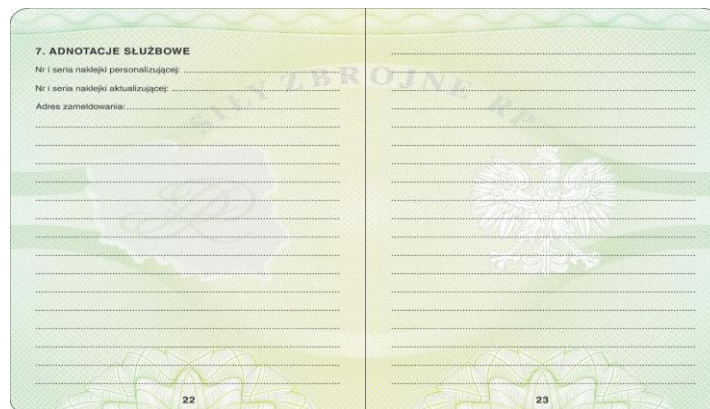 7. ADNOTACJE SŁUŻBOWE
Nr i seria naklejki personalizującej:
Nr i seria naklejki aktualizującej:
Adres zameldowania:
SIŁY ZBROJNE RP
22
23